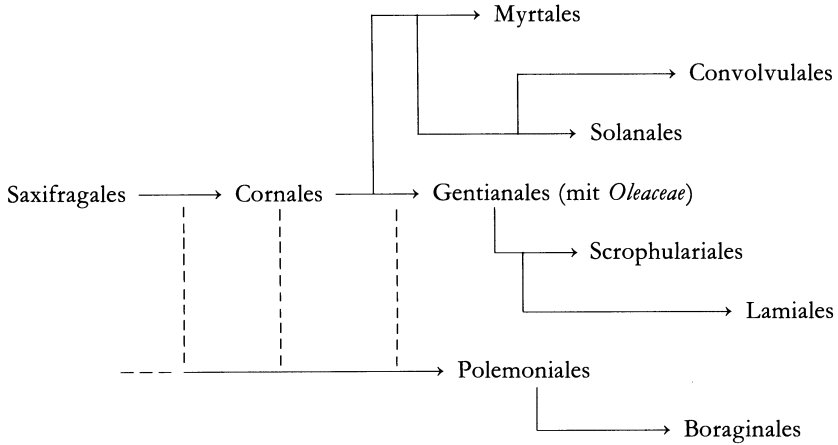 Myrtales
Convolvulales
Solanales
Saxifragales
Cornales
Gentianales (mit Oleaceae)
Scrophulariales
Lamiales
Polemoniales
Boraginales